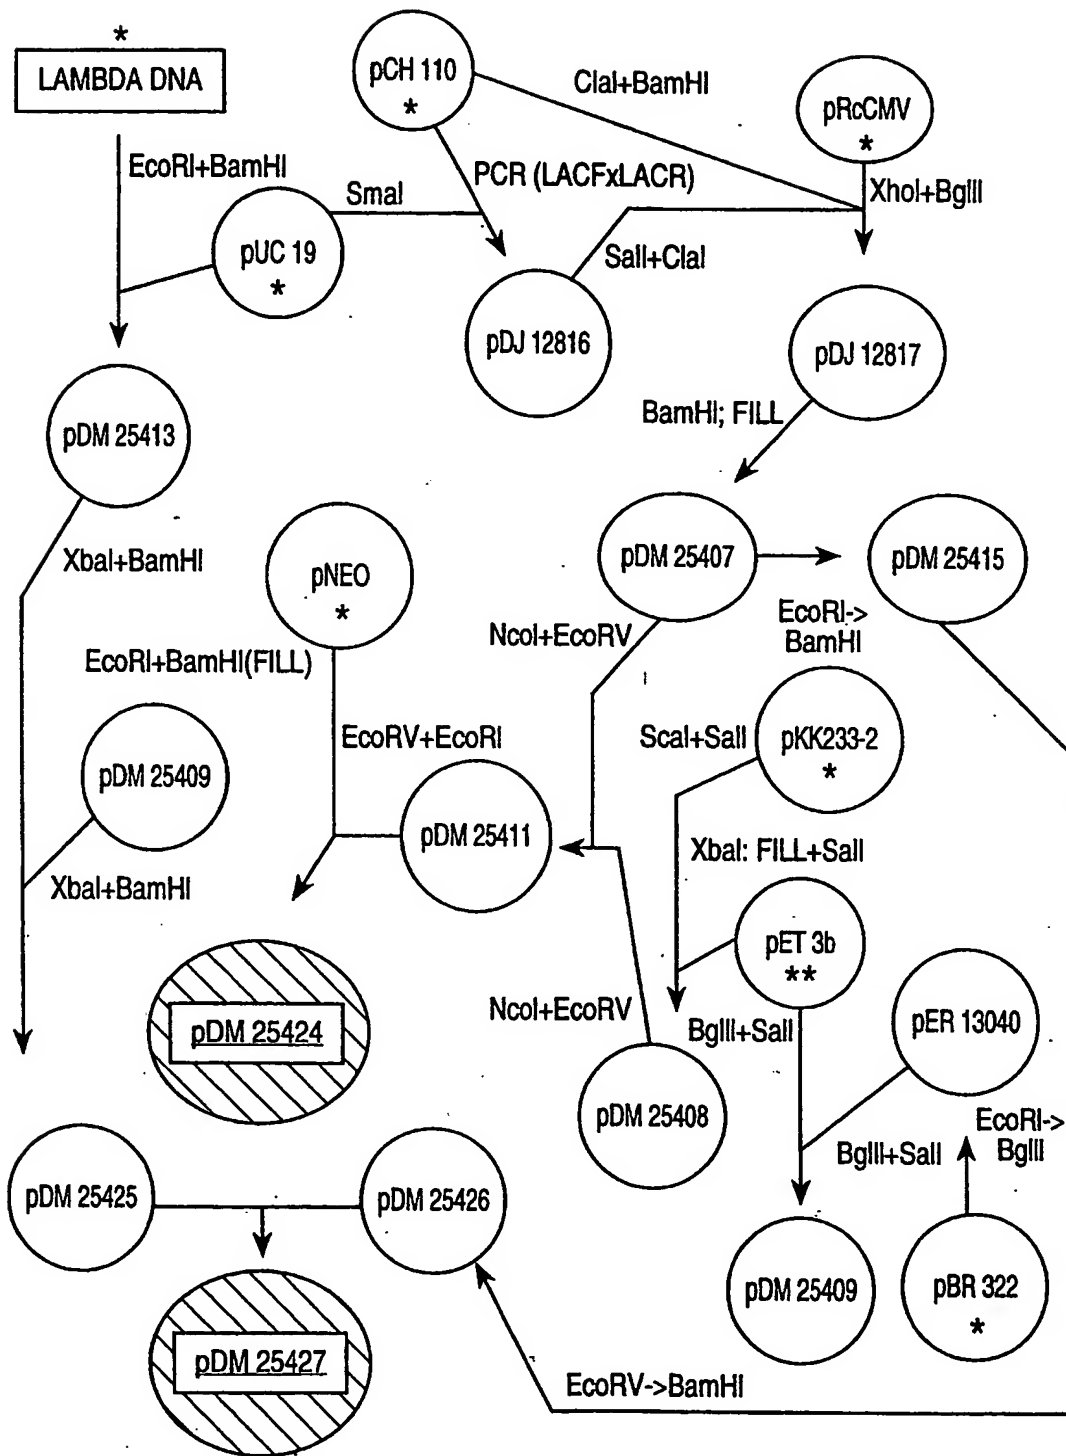 *
LAMBDA DNA
pCH 110
*
ClaI+BamHI
pRcCMV
*
EcoRI+BamHI
SmaI
PCR (LACFxLACR)
XhoI+BglII
pUC 19
*
SalI+ClaI
pDJ 12816
pDJ 12817
BamHI; FILL
pDM 25413
XbaI+BamHI
pNEO
*
pDM 25407
pDM 25415
NcoI+EcoRV
EcoRI->
BamHI
EcoRI+BamHI(FILL)
EcoRV+EcoRI
ScaI+SalI
pKK233-2
*
pDM 25409
pDM 25411
XbaI: FILL+SalI
XbaI+BamHI
pET 3b
**
pDM 25424
NcoI+EcoRV
BglII+SalI
pER 13040
pDM 25408
BglII+SalI
EcoRI->
BglII
pDM 25425
pDM 25426
pDM 25409
pBR 322
*
pDM 25427
EcoRV->BamHI